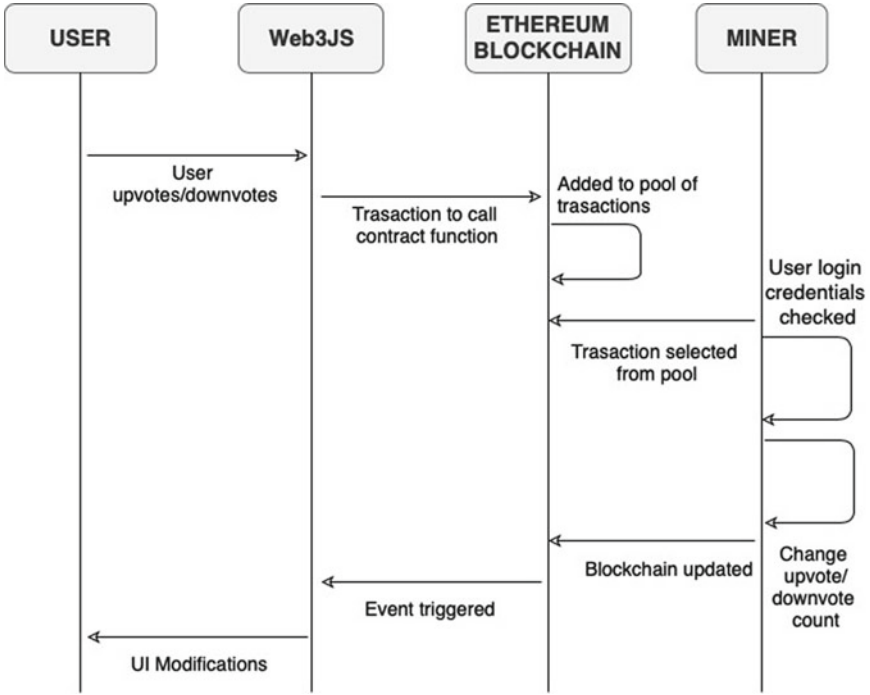 USER
Web3JS
ETHEREUM
BLOCKCHAIN
MINER
User
upvotes/downvotes
Trasaction to call
contract function
Added to pool of
trasactions
User login
credentials
checked
Trasaction selected
from pool
Blockchain updated
Change
upvote/
downvote
count
Event triggered
UI Modifications